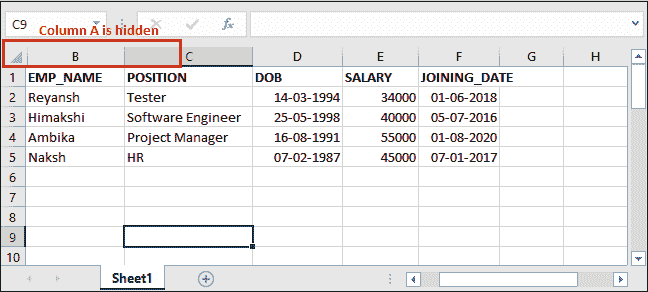 C9
fx
Column A is hidden
B C D E F G H
1 EMP_NAME POSITION DOB SALARY JOINING_DATE
2 Reyansh Tester 14-03-1994 34000 01-06-2018
3 Himakshi Software Engineer 25-05-1998 40000 05-07-2016
4 Ambika Project Manager 16-08-1991 55000 01-08-2020
5 Naksh HR 07-02-1987 45000 07-01-2017
6
7
8
9
10
Sheet1